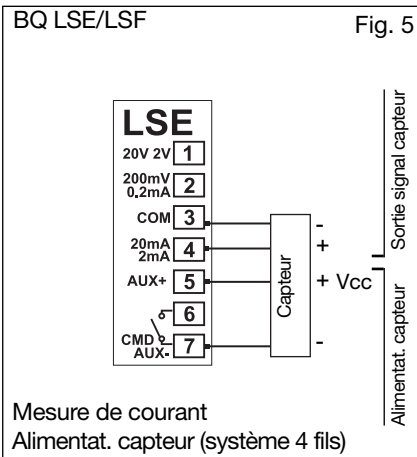 BQ LSE/LSF
Fig. 5
LSE
20V 2V 1
200mV
0,2mA 2
COM 3
20mA
2mA 4
AUX+ 5
6
CMD
AUX- 7
Capteur
-
+
+ Vcc
-
Sortie signal capteur
Alimentat. capteur
Mesure de courant
Alimentat. capteur (système 4 fils)